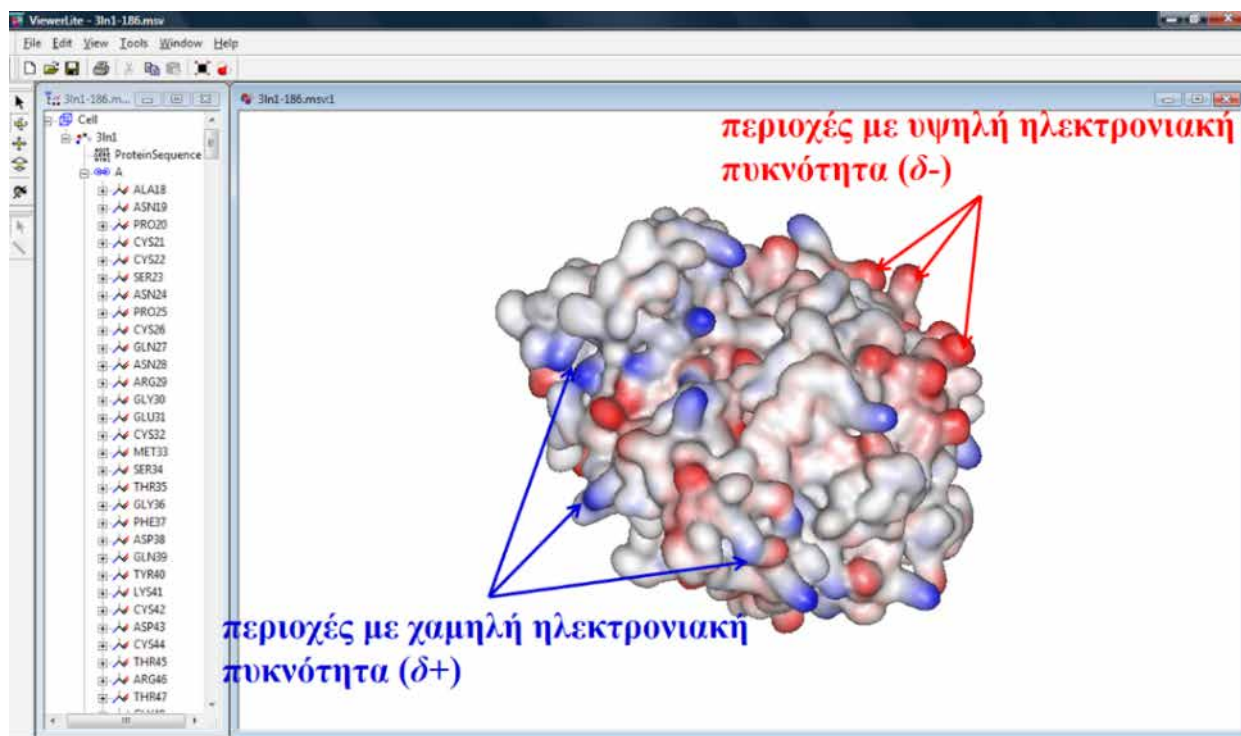 ViewerLite - 3ln1-186.msv
File Edit View Tools Window Help
3ln1-186.m...
3ln1-186.msv:1
Cell
3ln1
ProteinSequence
A
ALA18
ASN19
PRO20
CYS21
CYS22
SER23
ASN24
PRO25
CYS26
GLN27
ASN28
ARG29
GLY30
GLU31
CYS32
MET33
SER34
THR35
GLY36
PHE37
ASP38
GLN39
TYR40
LYS41
CYS42
ASP43
CYS44
THR45
ARG46
THR47
περιοχές με υψηλή ηλεκτρονιακή
πυκνότητα (δ-)
περιοχές με χαμηλή ηλεκτρονιακή
πυκνότητα (δ+)